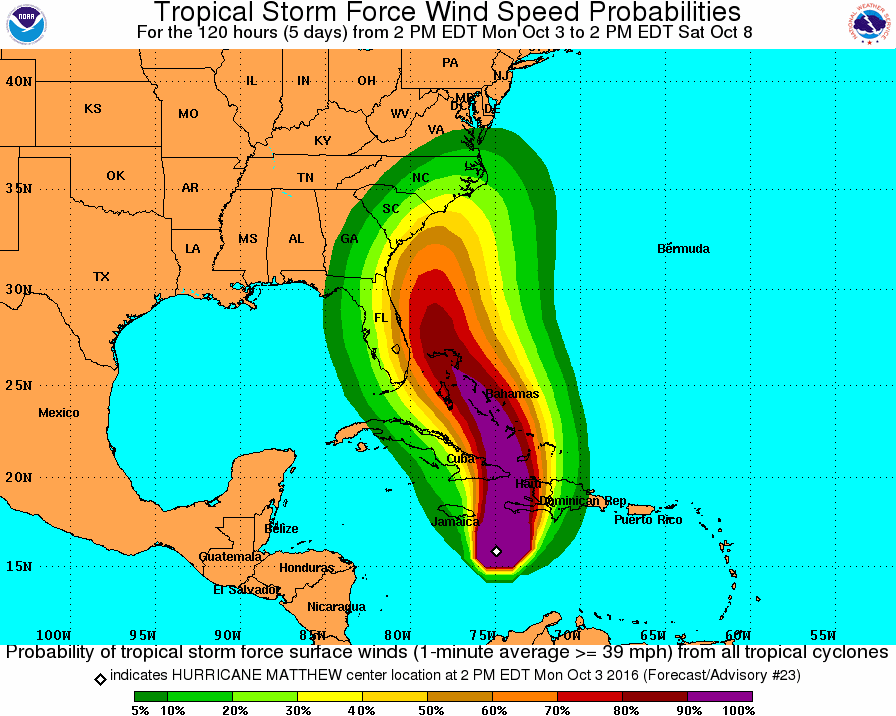 Tropical Storm Force Wind Speed Probabilities
For the 120 hours (5 days) from 2 PM EDT Mon Oct 3 to 2 PM EDT Sat Oct 8
NOAA
NATIONAL WEATHER SERVICE
PA
NJ
40N
IL
IN
OH
MD
DC
DE
KS
MO
WV
VA
KY
OK
AR
TN
NC
35N
SC
MS
AL
GA
LA
Bermuda
TX
30N
FL
25N
Bahamas
Mexico
Cuba
20N
Haiti
Dominican Rep
Jamaica
Puerto Rico
Belize
Guatemala
15N
Honduras
El Salvador
Nicaragua
100W 95W 90W 85W 80W 75W 70W 65W 60W 55W
Probability of tropical storm force surface winds (1-minute average >= 39 mph) from all tropical cyclones
indicates HURRICANE MATTHEW center location at 2 PM EDT Mon Oct 3 2016 (Forecast/Advisory #23)
5% 10% 20% 30% 40% 50% 60% 70% 80% 90% 100%